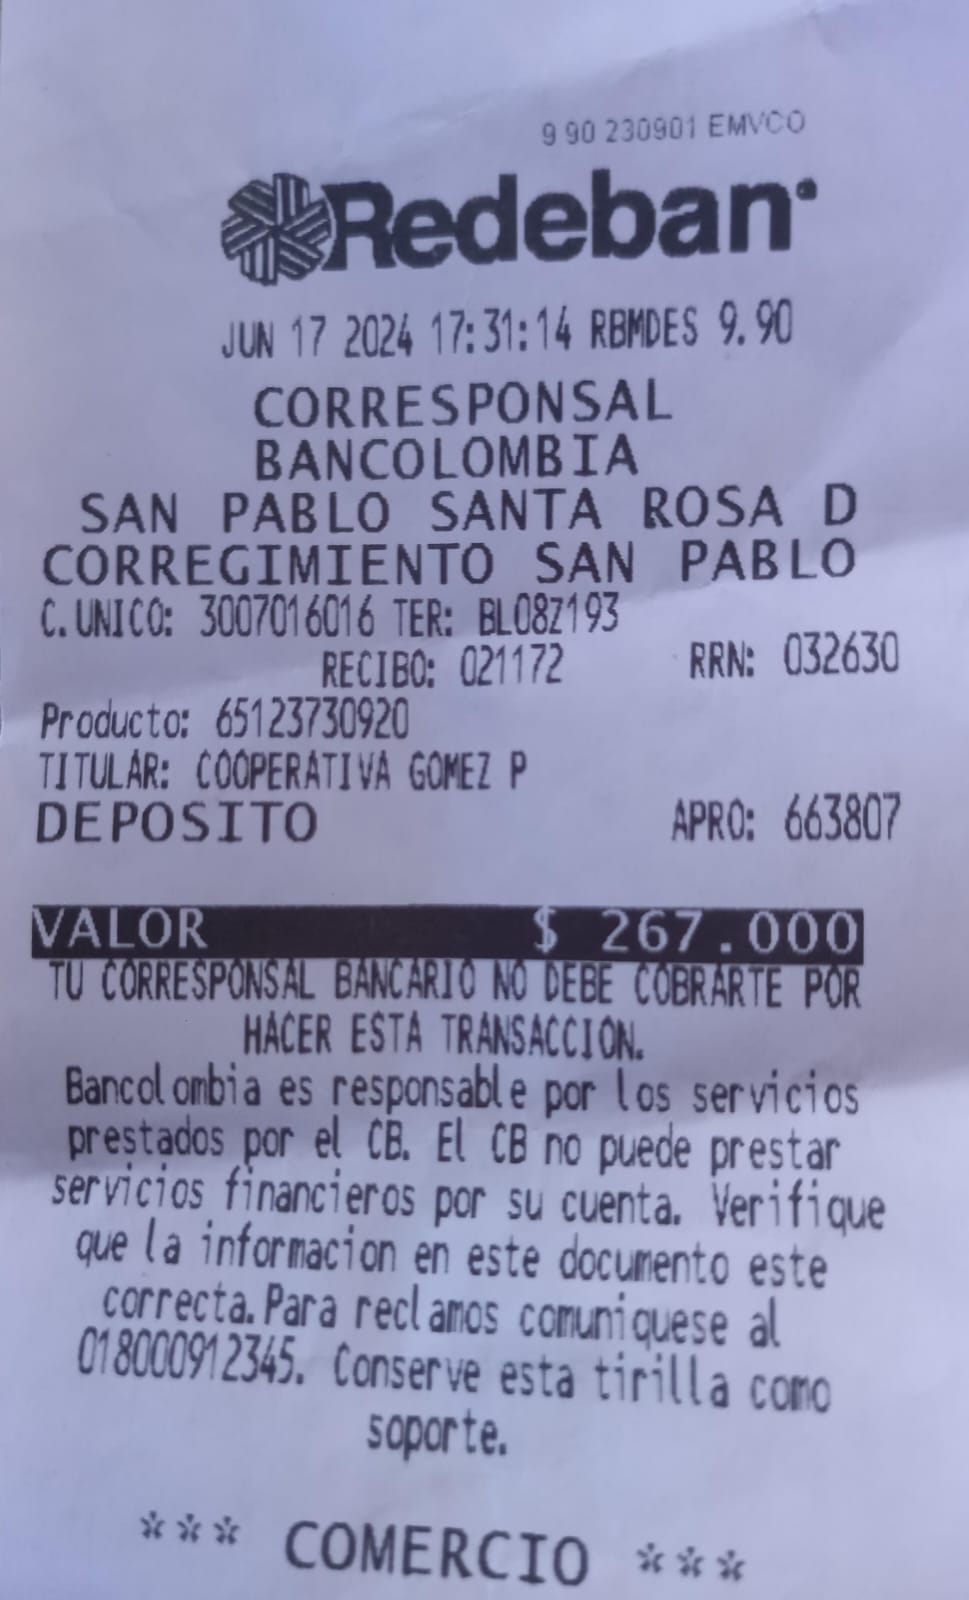 9 90 230901 EMVCO
Redeban
JUN 17 2024 17:31:14 RBMDES 9.90
CORRESPONSAL
BANCOLOMBIA
SAN PABLO SANTA ROSA D
CORREGIMIENTO SAN PABLO
C.UNICO: 3007016016 TER: BL08Z193
RECIBO: 021172 RRN: 032630
Producto: 65123730920
TITULAR: COOPERATIVA GOMEZ P
DEPOSITO APRO: 663807
VALOR $ 267.000
TU CORRESPONSAL BANCARIO NO DEBE COBRARTE POR
HACER ESTA TRANSACCION.
Bancolombia es responsable por los servicios
prestados por el CB. El CB no puede prestar
servicios financieros por su cuenta. Verifique
que la informacion en este documento este
correcta.Para reclamos comuniquese al
018000912345. Conserve esta tirilla como
soporte.
*** COMERCIO ***